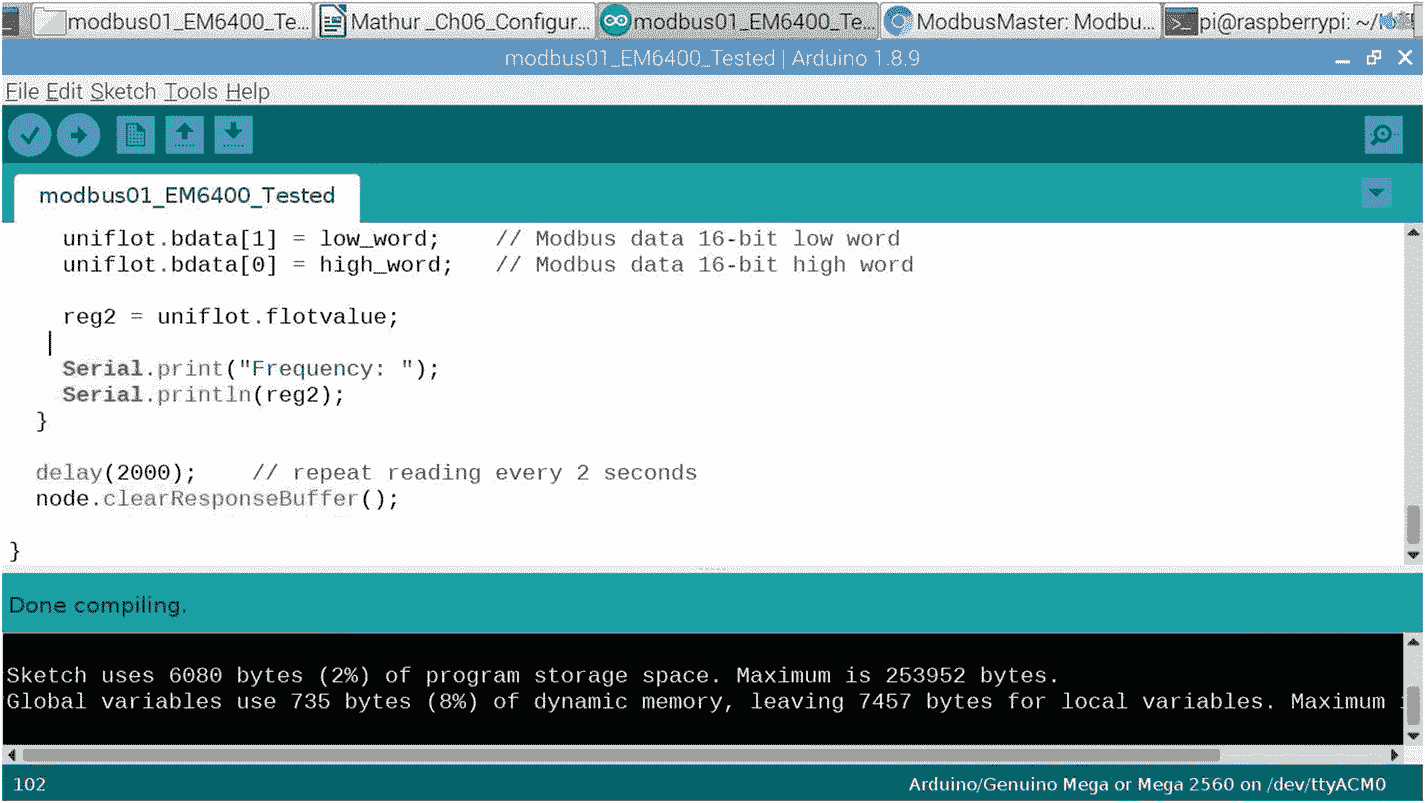 modbus01_EM6400_Te...
Mathur _Ch06_Configur...
modbus01_EM6400_Te...
ModbusMaster: Modbu...
pi@raspberrypi: ~/
modbus01_EM6400_Tested | Arduino 1.8.9
File Edit Sketch Tools Help
modbus01_EM6400_Tested
uniflot.bdata[1] = low_word;    // Modbus data 16-bit low word
uniflot.bdata[0] = high_word;   // Modbus data 16-bit high word
reg2 = uniflot.flotvalue;
Serial.print("Frequency: ");
Serial.println(reg2);
}
delay(2000);    // repeat reading every 2 seconds
node.clearResponseBuffer();
}
Done compiling.
Sketch uses 6080 bytes (2%) of program storage space. Maximum is 253952 bytes.
Global variables use 735 bytes (8%) of dynamic memory, leaving 7457 bytes for local variables. Maximum
102
Arduino/Genuino Mega or Mega 2560 on /dev/ttyACM0